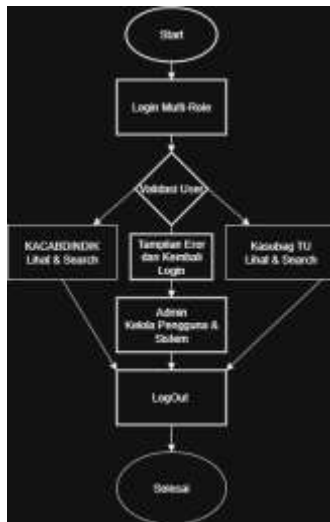 Start
Login Multi-Role
Validasi User
KACABDINDIK
Lihat & Search
Tampilan Eror
dan Kembali
Login
Kasubag TU
Lihat & Search
Admin
Kelola Pengguna &
Sistem
LogOut
Selesai